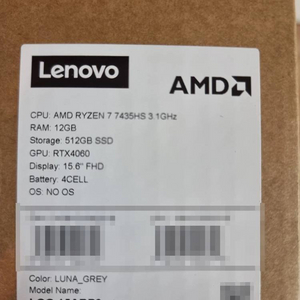 Lenovo
AMD
CPU: AMD RYZEN 7 7435HS 3.1GHz
RAM: 12GB
Storage: 512GB SSD
GPU: RTX4060
Display: 15.6" FHD
Battery: 4CELL
OS: NO OS
Color: LUNA_GREY
Model Name: